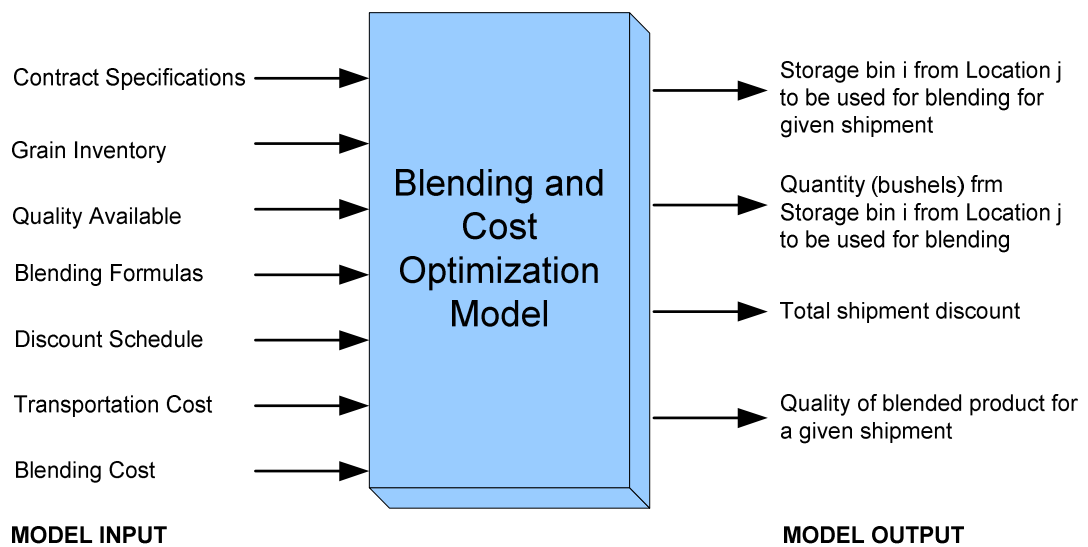 Contract Specifications
Grain Inventory
Quality Available
Blending Formulas
Discount Schedule
Transportation Cost
Blending Cost
MODEL INPUT
Blending and
Cost
Optimization
Model
Storage bin i from Location j
to be used for blending for
given shipment
Quantity (bushels) frm
Storage bin i from Location j
to be used for blending
Total shipment discount
Quality of blended product for
a given shipment
MODEL OUTPUT